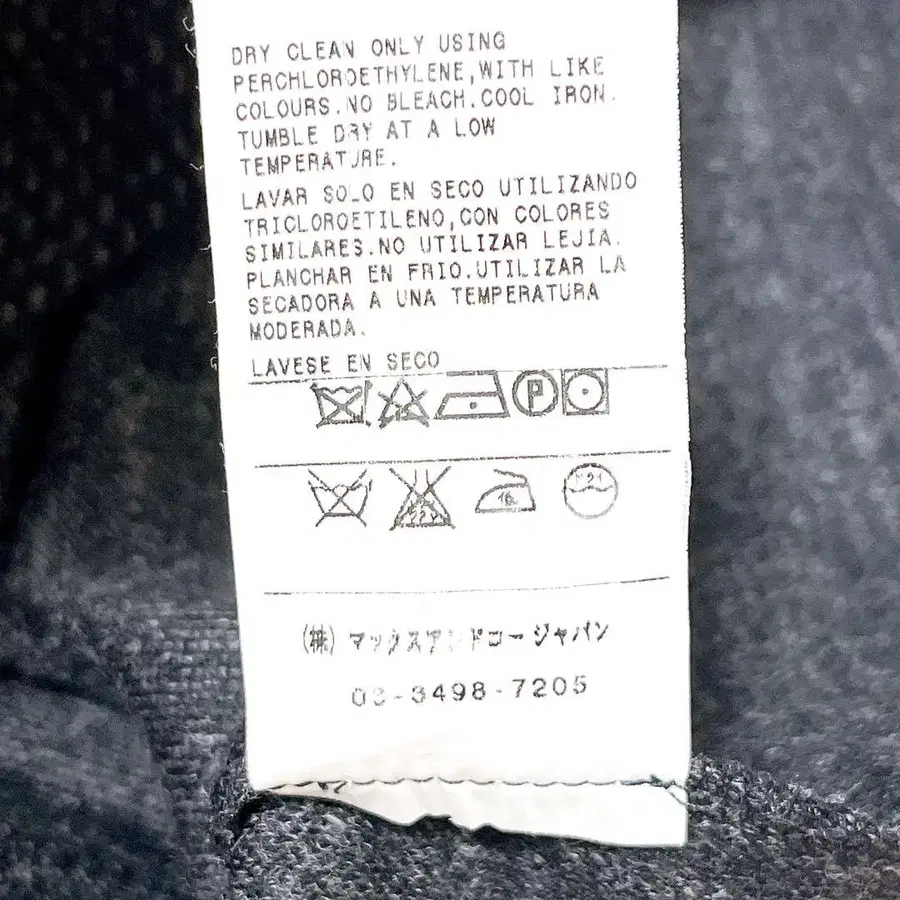 DRY CLEAN ONLY USING
PERCHLOROETHYLENE,WITH LIKE
COLOURS.NO BLEACH.COOL IRON.
TUMBLE DRY AT A LOW
TEMPERATURE.
LAVAR SOLO EN SECO UTILIZANDO
TRICLOROETILENO,CON COLORES
SIMILARES.NO UTILIZAR LEJIA.
PLANCHAR EN FRIO.UTILIZAR LA
SECADORA A UNA TEMPERATURA
MODERADA.
LAVESE EN SECO
P
(株) マックスアンドコージャパン
03-3498-7205